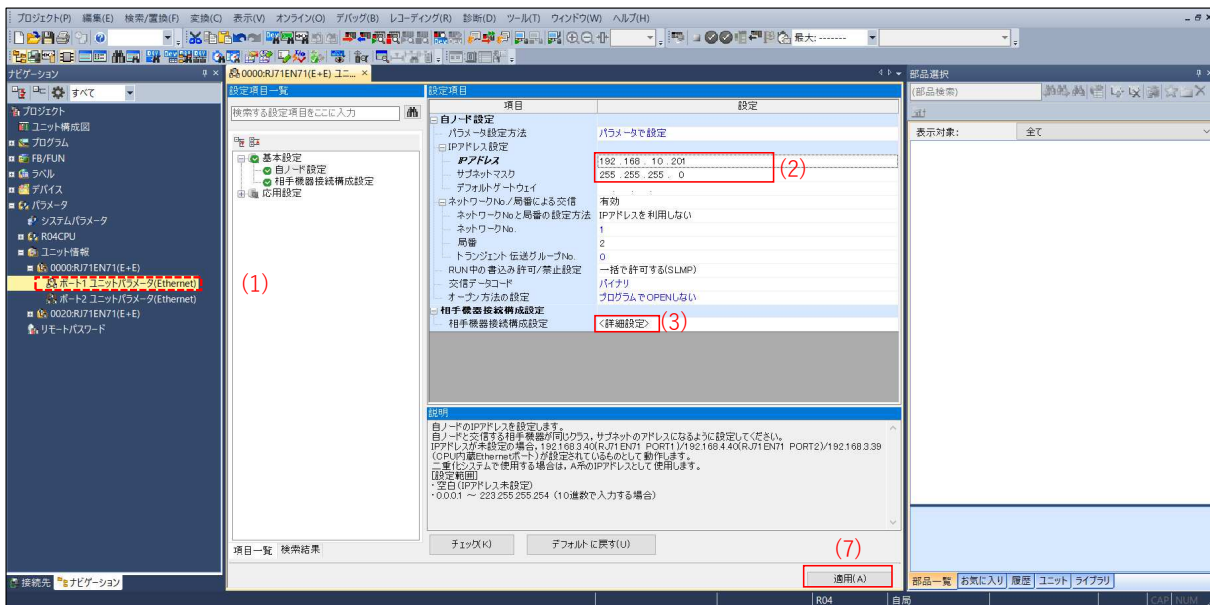 プロジェクト(P) 編集(E) 検索/置換(F) 変換(C) 表示(V) オンライン(O) デバッグ(B) レコーディング(R) 診断(D) ツール(T) ウィンドウ(W) ヘルプ(H)
最大: -------
ナビゲーション
すべて
プロジェクト
ユニット構成図
プログラム
FB/FUN
ラベル
デバイス
パラメータ
システムパラメータ
R04CPU
ユニット情報
0000:RJ71EN71(E+E)
ポート1 ユニットパラメータ(Ethernet)
ポート2 ユニットパラメータ(Ethernet)
0020:RJ71EN71(E+E)
リモートパスワード
接続先 ナビゲーション
0000:RJ71EN71(E+E) ユニ...
設定項目一覧
検索する設定項目をここに入力
基本設定
自ノード設定
相手機器接続構成設定
応用設定
(1)
項目一覧 検索結果
設定項目
項目 設定
自ノード設定
パラメータ設定方法 パラメータで設定
IPアドレス設定
IPアドレス 192 . 168 . 10 . 201
サブネットマスク 255 . 255 . 255 . 0
(2)
デフォルトゲートウェイ . . .
ネットワークNo./局番による交信 有効
ネットワークNoと局番の設定方法 IPアドレスを利用しない
ネットワークNo. 1
局番 2
トランジェント伝送グループNo. 0
RUN中の書込み許可/禁止設定 一括で許可する(SLMP)
交信データコード バイナリ
オープン方法の設定 プログラムでOPENしない
相手機器接続構成設定
相手機器接続構成設定 <詳細設定> (3)
説明
自ノードのIPアドレスを設定します。
自ノードと交信する相手機器が同じクラス，サブネットのアドレスになるように設定してください。
IPアドレスが未設定の場合，192.168.3.40(RJ71EN71 PORT1)/192.168.4.40(RJ71EN71 PORT2)/192.168.3.39
(CPU内蔵Ethernetポート)が設定されているものとして動作します。
二重化システムで使用する場合は，A系のIPアドレスとして使用します。
[設定範囲]
・空白(IPアドレス未設定)
・0.0.0.1 ～ 223.255.255.254 (10進数で入力する場合)
チェック(K) デフォルトに戻す(U)
(7)
適用(A)
部品選択
(部品検索)
表示対象: 全て
部品一覧 お気に入り 履歴 ユニット ライブラリ
R04 自局 CAP NUM